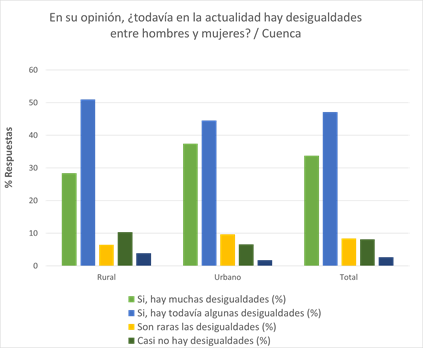 En su opinión, ¿todavía en la actualidad hay desigualdades
entre hombres y mujeres? / Cuenca
60
50
40
30
20
10
0
% Respuestas
Rural
Urbano
Total
Si, hay muchas desigualdades (%)
Si, hay todavía algunas desigualdades (%)
Son raras las desigualdades (%)
Casi no hay desigualdades (%)